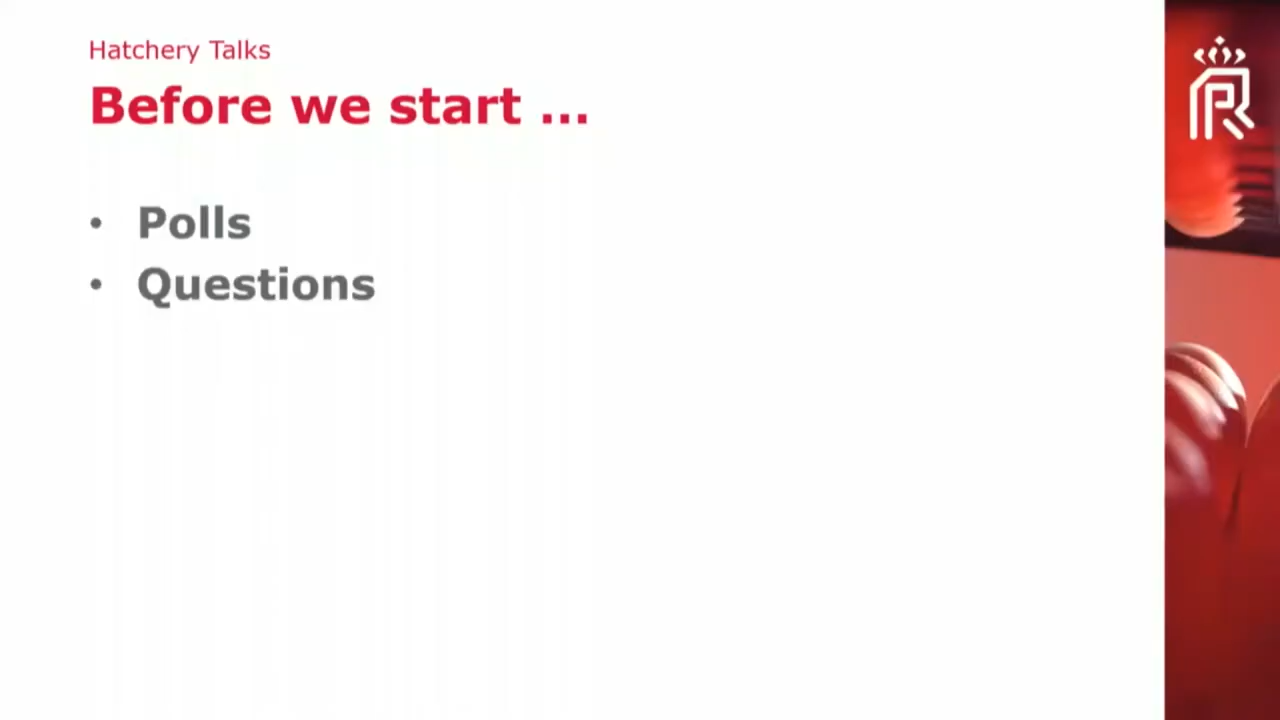 Hatchery Talks
Before we start ...
• Polls
• Questions